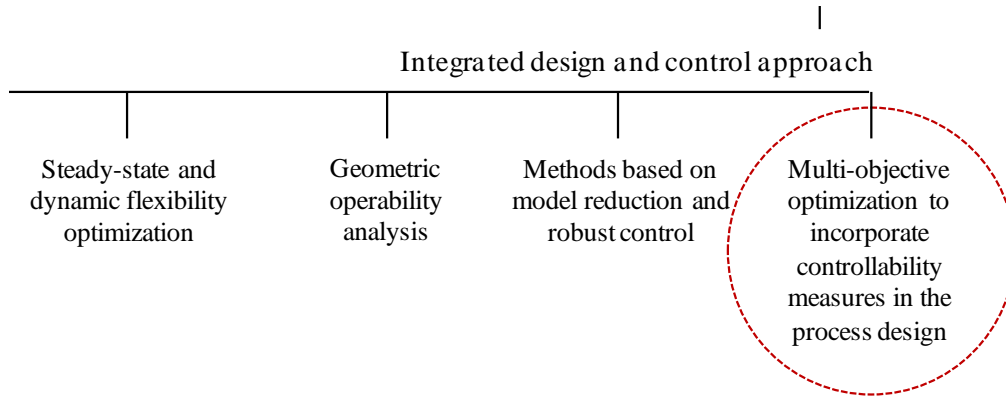 Integrated design and control approach
Steady-state and
dynamic flexibility
optimization
Geometric
operability
analysis
Methods based on
model reduction and
robust control
Multi-objective
optimization to
incorporate
controllability
measures in the
process design